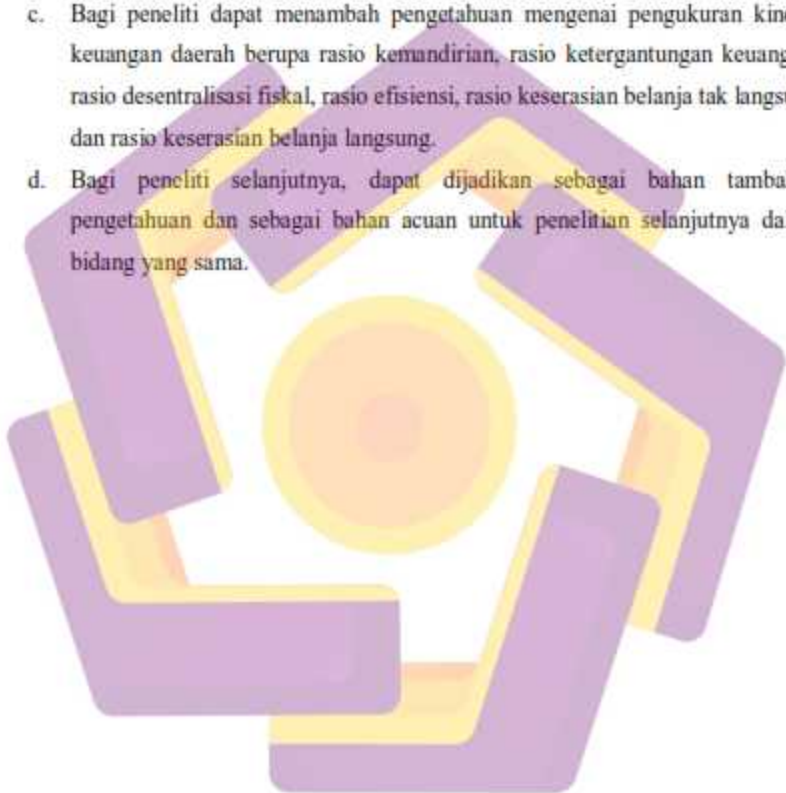 c. Bagi peneliti dapat menambah pengetahuan mengenai pengukuran
keuangan daerah berupa rasio kemandirian, rasio ketergantungan
rasio desentralisasi fiskal, rasio efisiensi, rasio keserasian belanja tak
dan rasio keserasian belanja langsung.
d. Bagi peneliti selanjutnya, dapat dijadikan sebagai bahan
pengetahuan dan sebagai bahan acuan untuk penelitian selanjutnya
bidang yang sama.